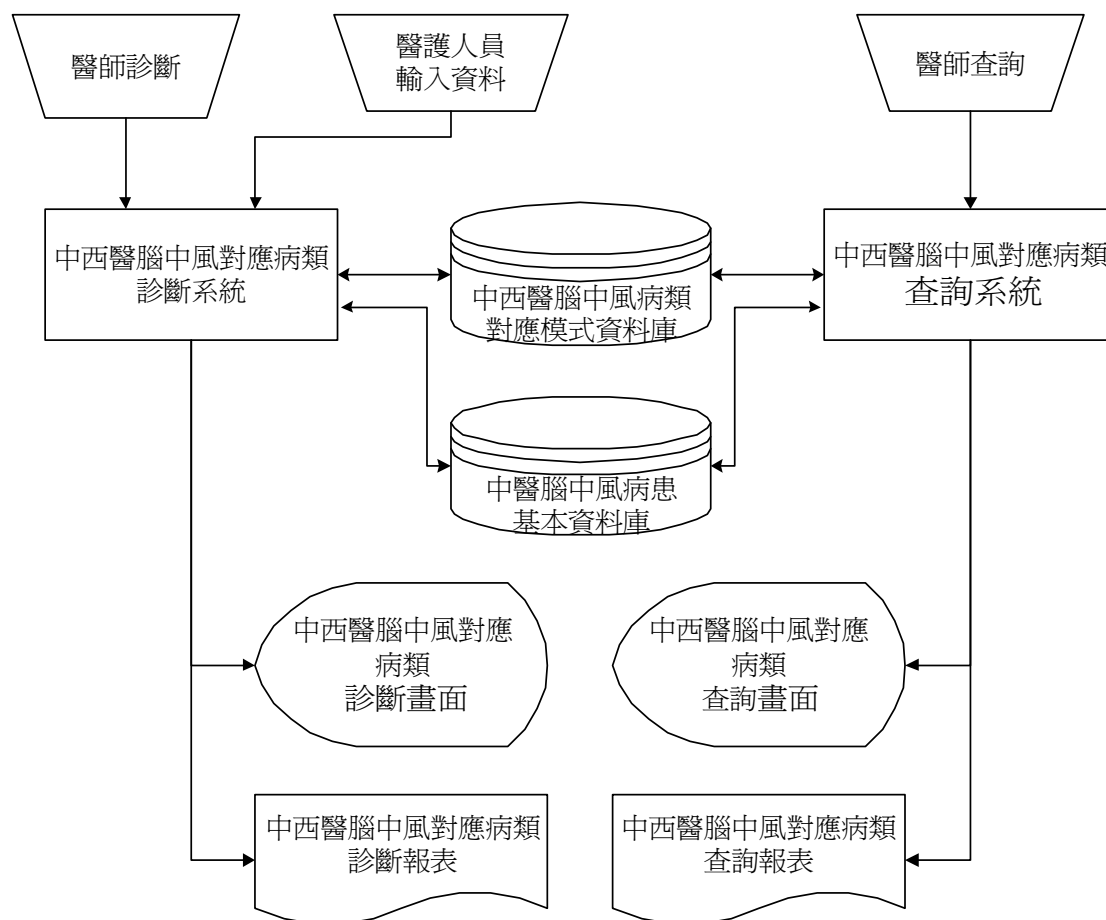 醫師診斷
醫護人員
輸入資料
醫師查詢
中西醫腦中風對應病類
診斷系統
中西醫腦中風病類
對應模式資料庫
中西醫腦中風對應病類
查詢系統
中醫腦中風病患
基本資料庫
中西醫腦中風對應
病類
診斷畫面
中西醫腦中風對應
病類
查詢畫面
中西醫腦中風對應病類
診斷報表
中西醫腦中風對應病類
查詢報表